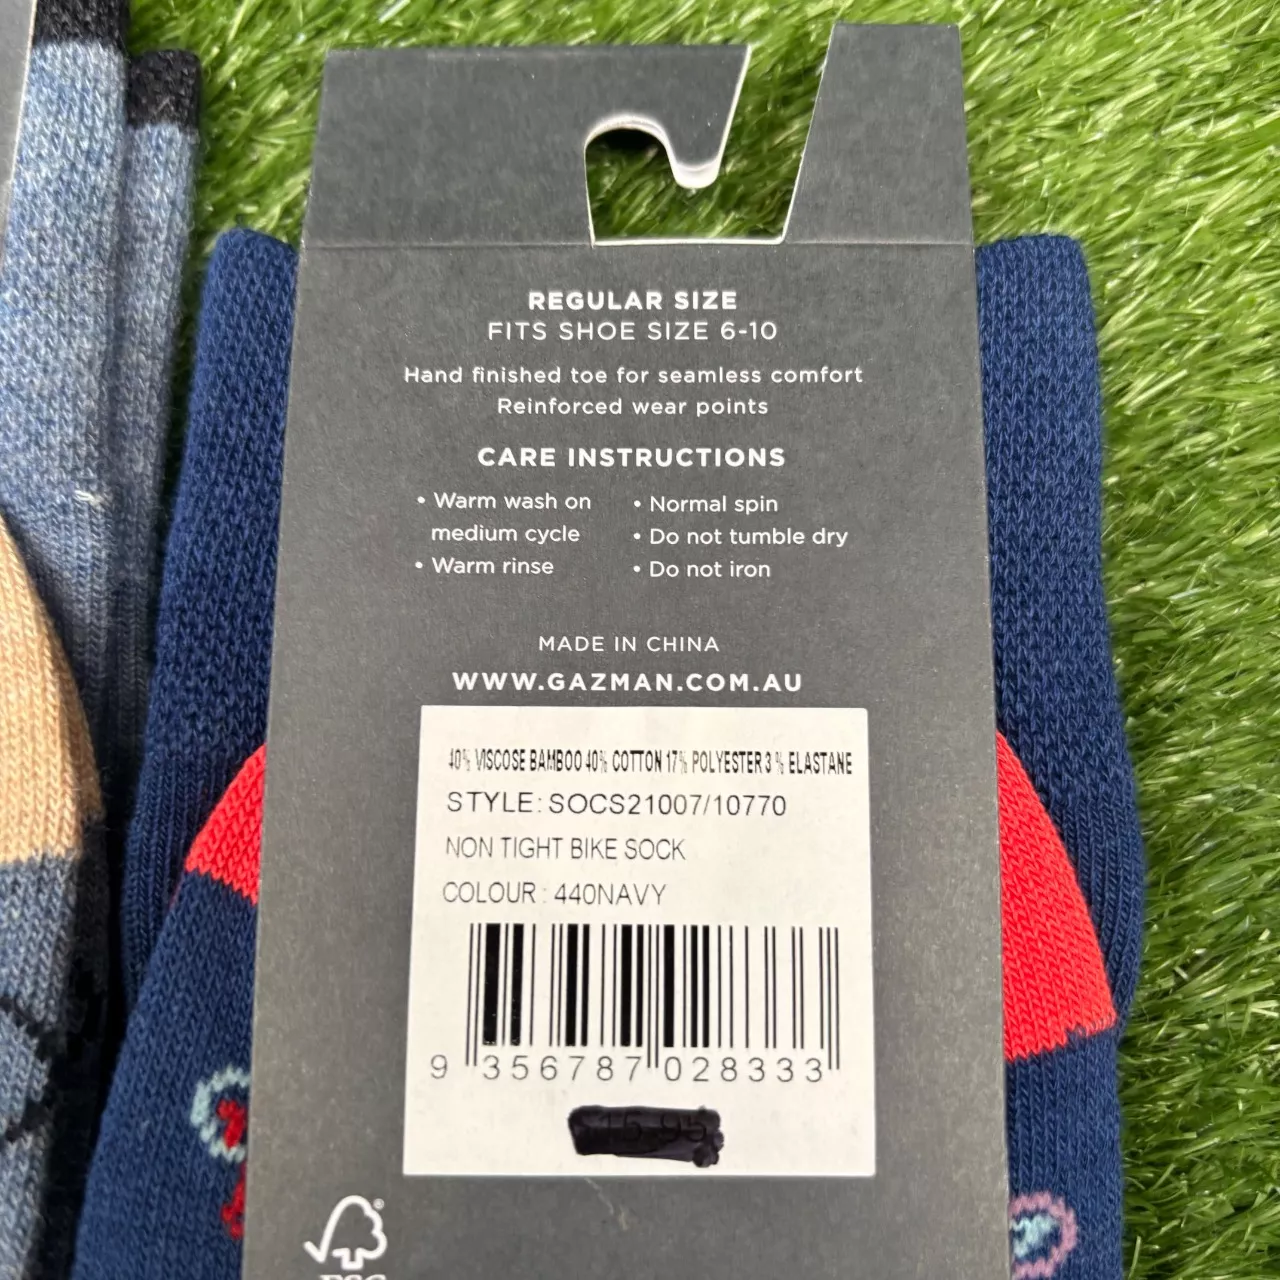 REGULAR SIZE
FITS SHOE SIZE 6-10
Hand finished toe for seamless comfort
Reinforced wear points
CARE INSTRUCTIONS
• Warm wash on
medium cycle
• Warm rinse
• Normal spin
• Do not tumble dry
• Do not iron
MADE IN CHINA
WWW.GAZMAN.COM.AU
40% VISCOSE BAMBOO 40% COTTON 17% POLYESTER 3 % ELASTANE
STYLE: SOCS21007/10770
NON TIGHT BIKE SOCK
COLOUR : 440NAVY
9 356787 028333